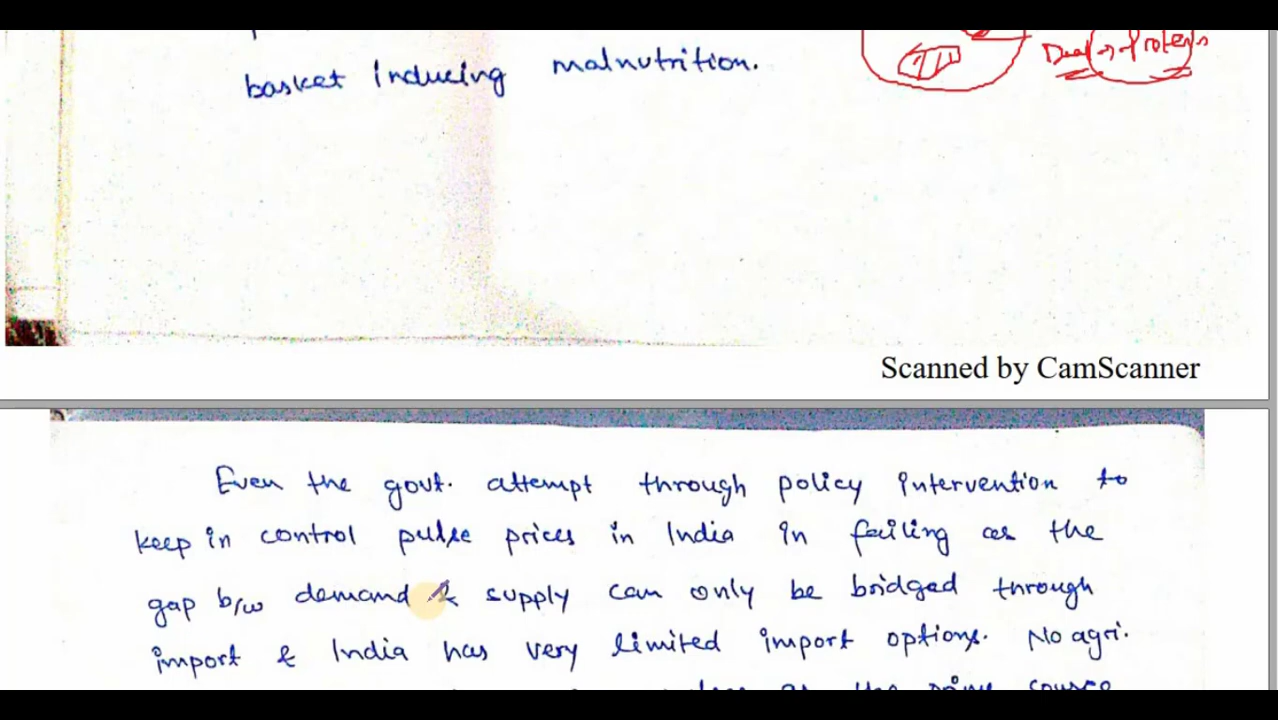 basket inducing malnutrition.
Scanned by CamScanner
Even the govt. attempt through policy intervention to
keep in control pulse prices in India in failing as the
gap b/w demand & supply can only be bridged through
import & India has very limited import options. No agri.